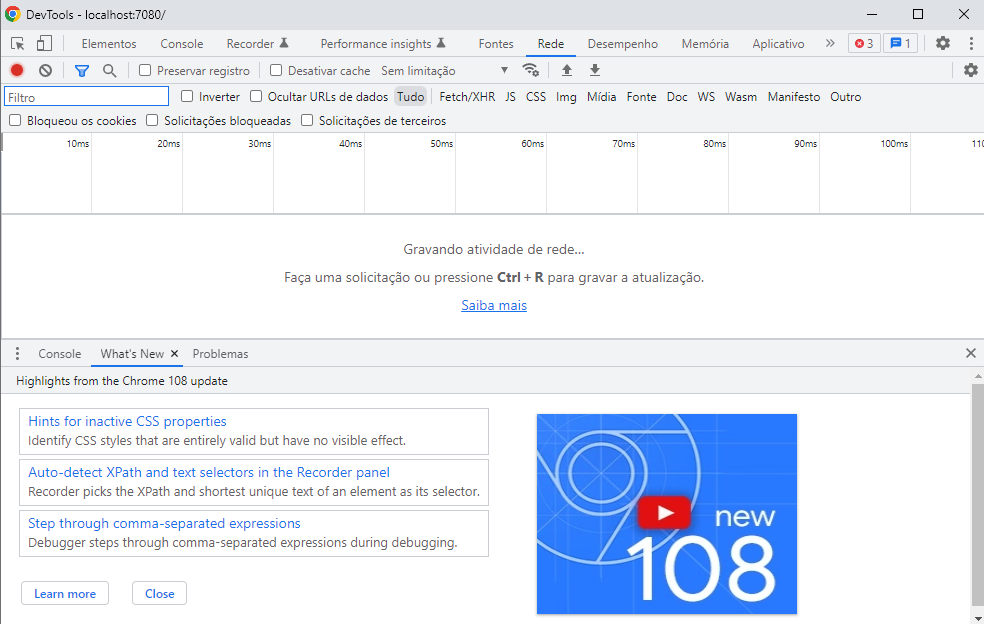 DevTools - localhost:7080/
Elementos Console Recorder Performance insights Fontes Rede Desempenho Memória Aplicativo » 3 1
Preservar registro Desativar cache Sem limitação
Filtro Inverter Ocultar URLs de dados Tudo Fetch/XHR JS CSS Img Mídia Fonte Doc WS Wasm Manifesto Outro
Bloqueou os cookies Solicitações bloqueadas Solicitações de terceiros
10ms 20ms 30ms 40ms 50ms 60ms 70ms 80ms 90ms 100ms 110
Gravando atividade de rede...
Faça uma solicitação ou pressione Ctrl + R para gravar a atualização.
Saiba mais
Console What's New Problemas
Highlights from the Chrome 108 update
Hints for inactive CSS properties
Identify CSS styles that are entirely valid but have no visible effect.
Auto-detect XPath and text selectors in the Recorder panel
Recorder picks the XPath and shortest unique text of an element as its selector.
Step through comma-separated expressions
Debugger steps through comma-separated expressions during debugging.
Learn more Close
new
108